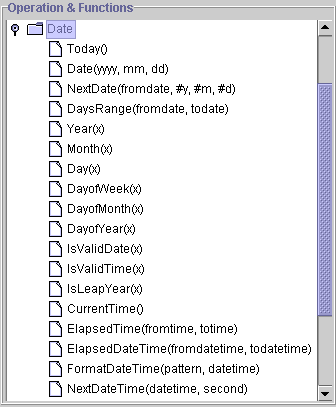 Operation & Functions
Date
Today()
Date(yyyy, mm, dd)
NextDate(fromdate, #y, #m, #d)
DaysRange(fromdate, todate)
Year(x)
Month(x)
Day(x)
DayofWeek(x)
DayofMonth(x)
DayofYear(x)
IsValidDate(x)
IsValidTime(x)
IsLeapYear(x)
CurrentTime()
ElapsedTime(fromtime, totime)
ElapsedDateTime(fromdatetime, todatetime)
FormatDateTime(pattern, datetime)
NextDateTime(datetime, second)